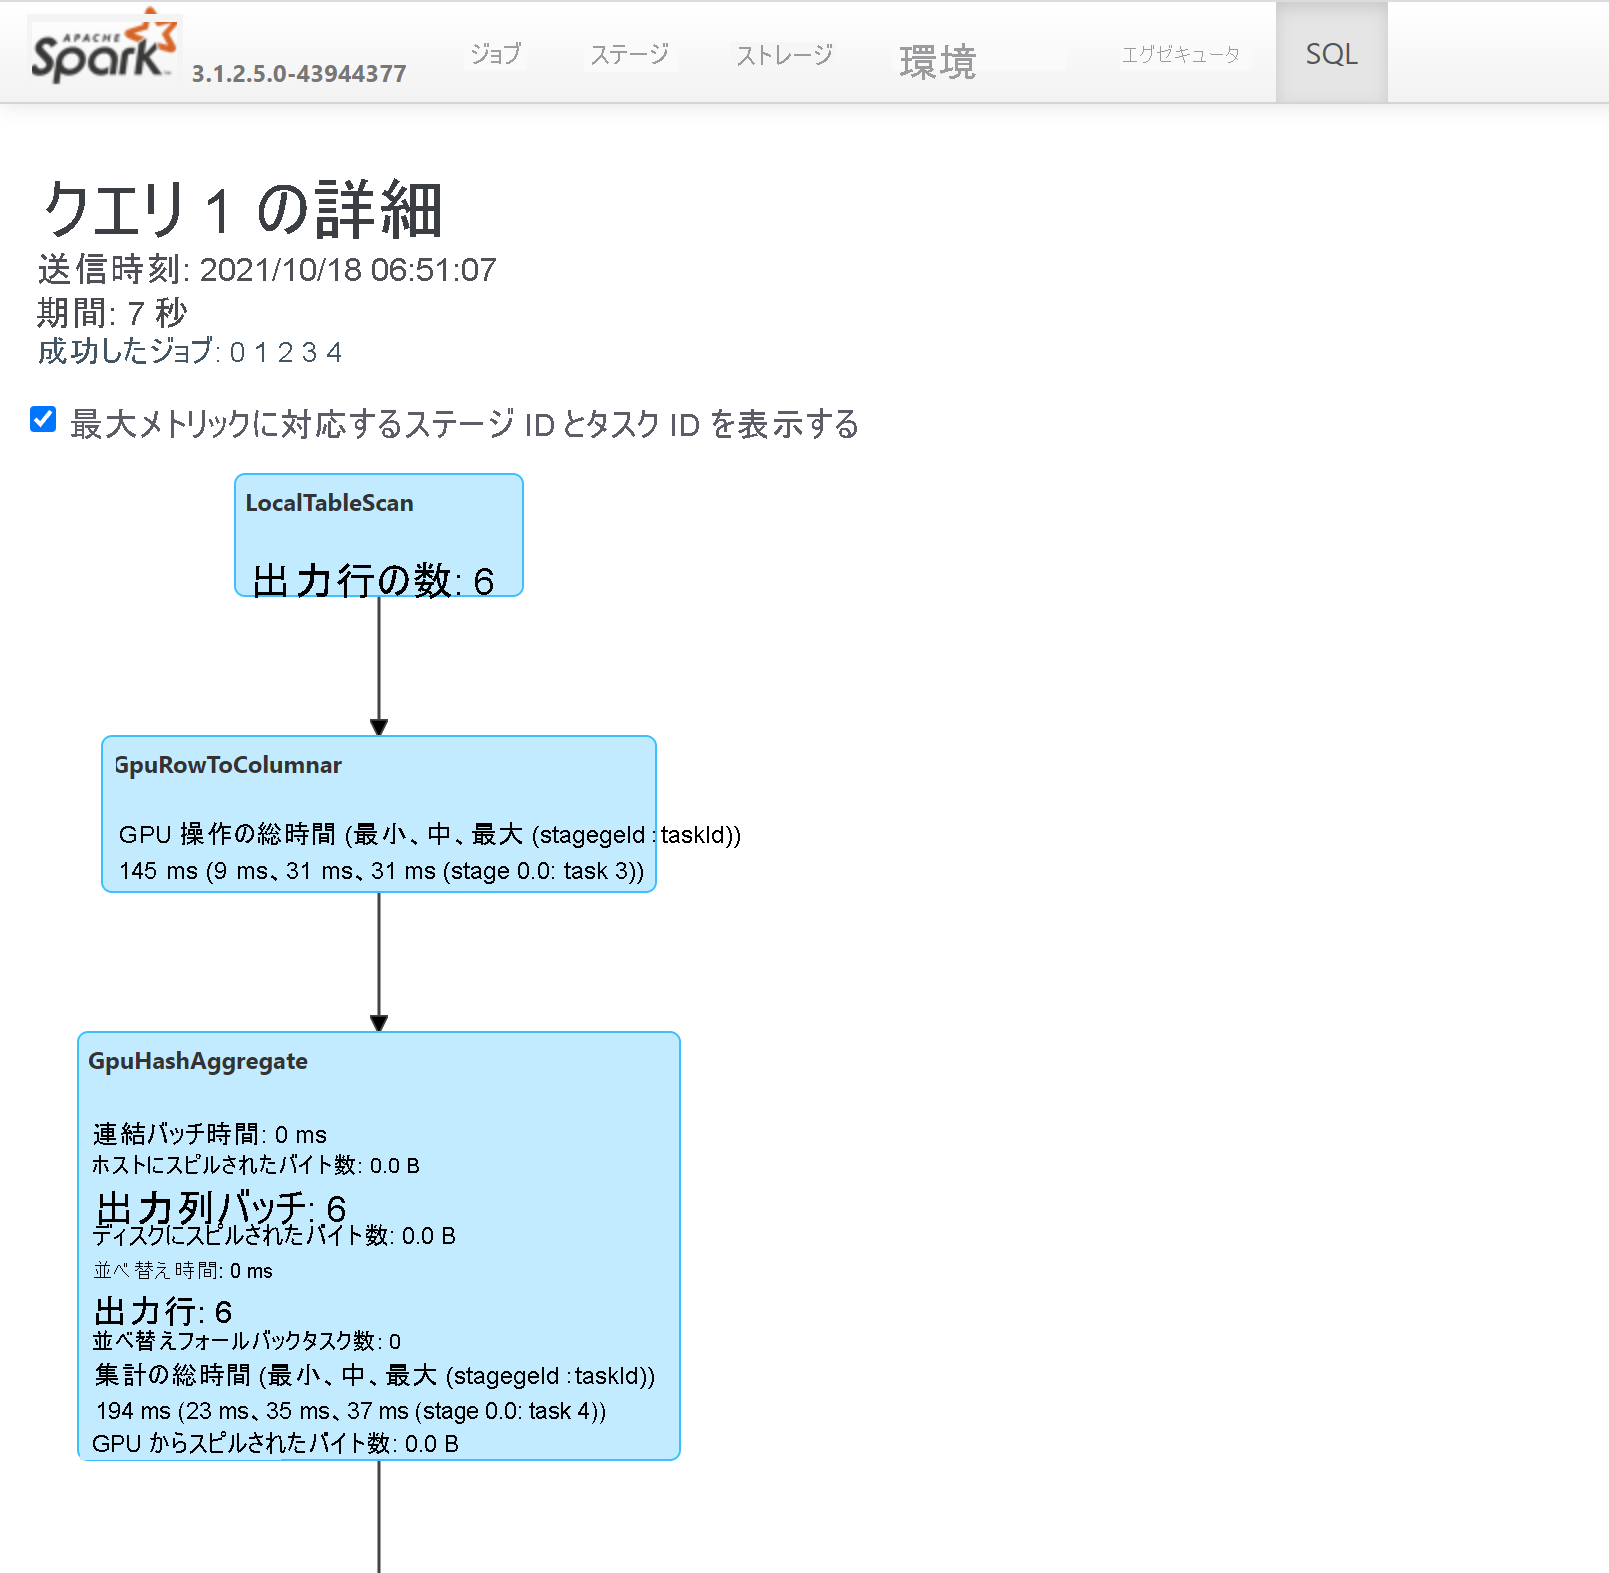 APACHE
Spark™ 3.1.2.5.0-43944377 ジョブ ステージ ストレージ 環境 エグゼキュータ SQL
クエリ 1 の詳細
送信時刻: 2021/10/18 06:51:07
期間: 7 秒
成功したジョブ: 0 1 2 3 4
最大メトリックに対応するステージ ID とタスク ID を表示する
LocalTableScan
出力行の数: 6
GpuRowToColumnar
GPU 操作の総時間 (最小、中、最大 (stagegeId : taskId))
145 ms (9 ms、31 ms、31 ms (stage 0.0: task 3))
GpuHashAggregate
連結バッチ時間: 0 ms
ホストにスピルされたバイト数: 0.0 B
出力列バッチ: 6
ディスクにスピルされたバイト数: 0.0 B
並べ替え時間: 0 ms
出力行: 6
並べ替えフォールバックタスク数: 0
集計の総時間 (最小、中、最大 (stagegeId : taskId))
194 ms (23 ms、35 ms、37 ms (stage 0.0: task 4))
GPU からスピルされたバイト数: 0.0 B